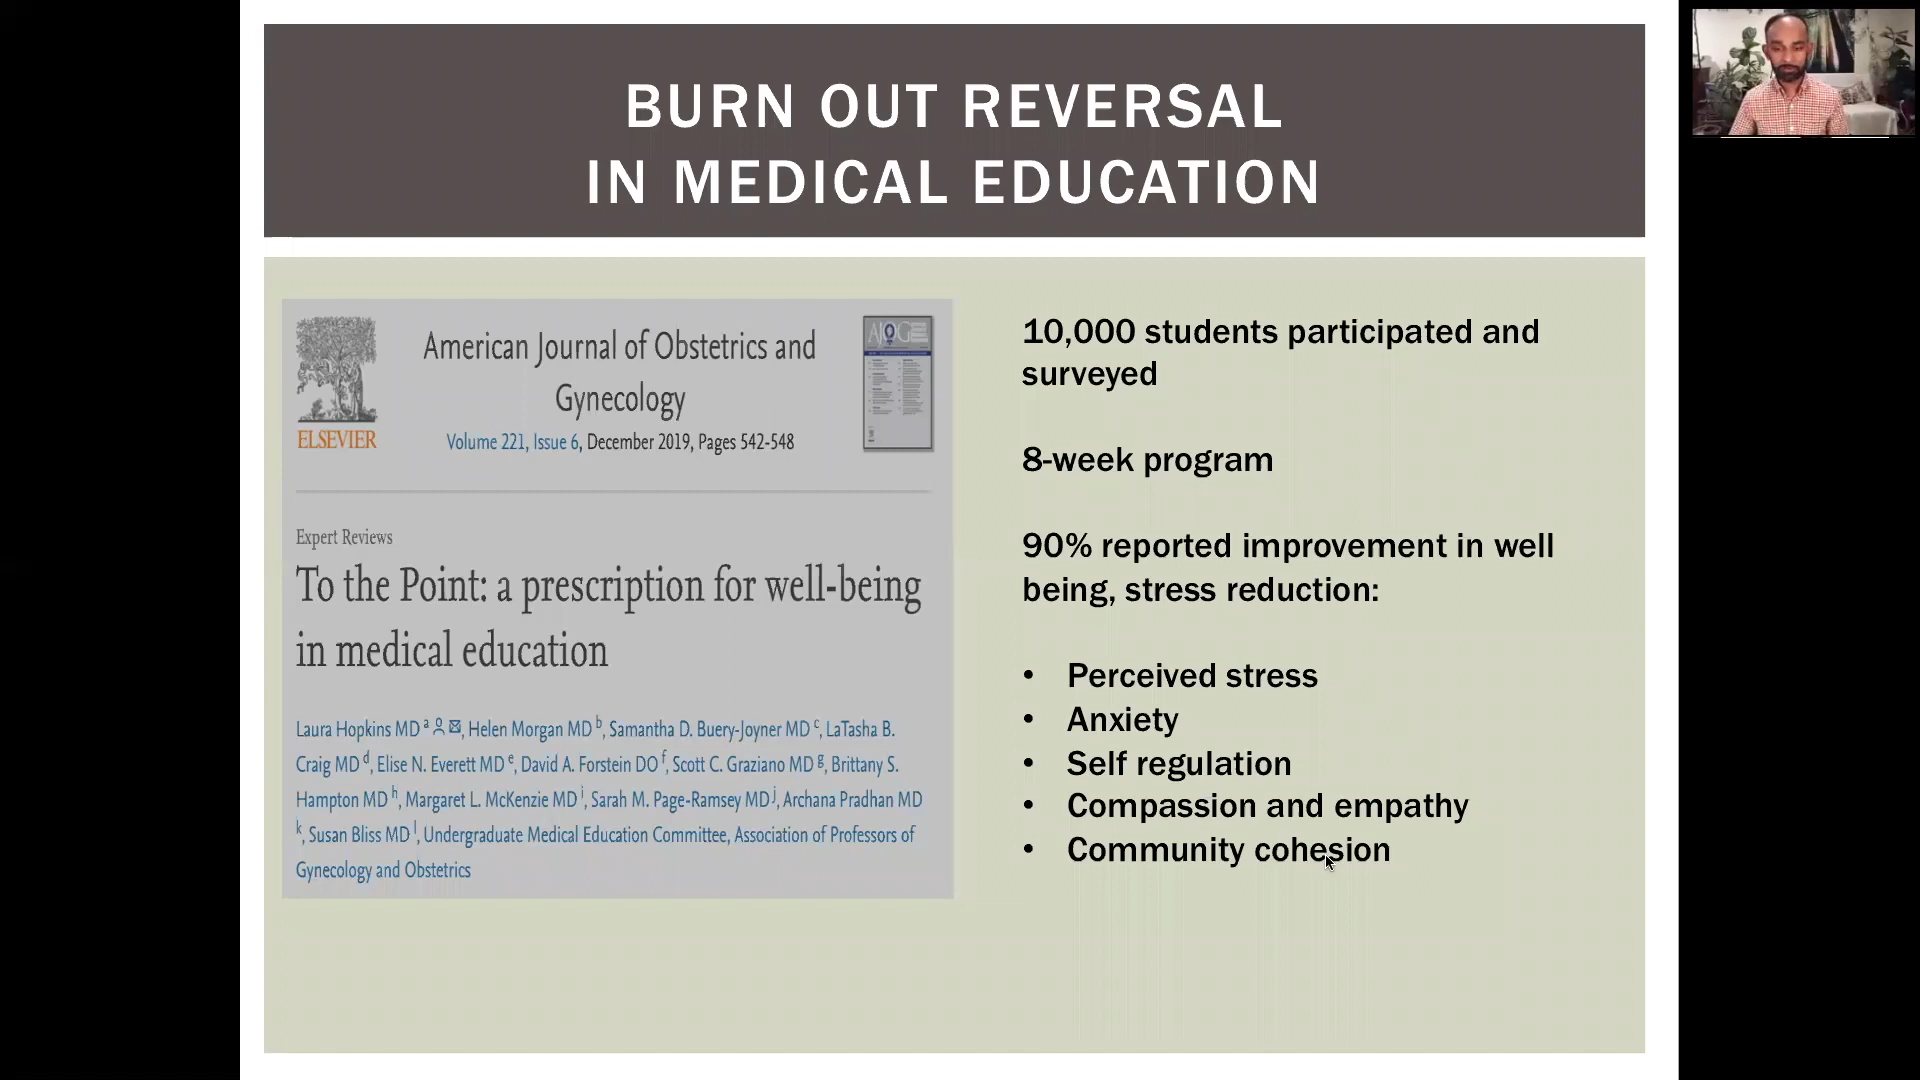 BURN OUT REVERSAL
IN MEDICAL EDUCATION
ELSEVIER
American Journal of Obstetrics and
Gynecology
Volume 221, Issue 6, December 2019, Pages 542-548
AJOG
Expert Reviews
To the Point: a prescription for well-being
in medical education
Laura Hopkins MD a, Helen Morgan MD b, Samantha D. Buery-Joyner MD c, LaTasha B.
Craig MD d, Elise N. Everett MD e, David A. Forstein DO f, Scott C. Graziano MD g, Brittany S.
Hampton MD h, Margaret L. McKenzie MD i, Sarah M. Page-Ramsey MD j, Archana Pradhan MD
k, Susan Bliss MD l, Undergraduate Medical Education Committee, Association of Professors of
Gynecology and Obstetrics
10,000 students participated and
surveyed
8-week program
90% reported improvement in well
being, stress reduction:
• Perceived stress
• Anxiety
• Self regulation
• Compassion and empathy
• Community cohesion